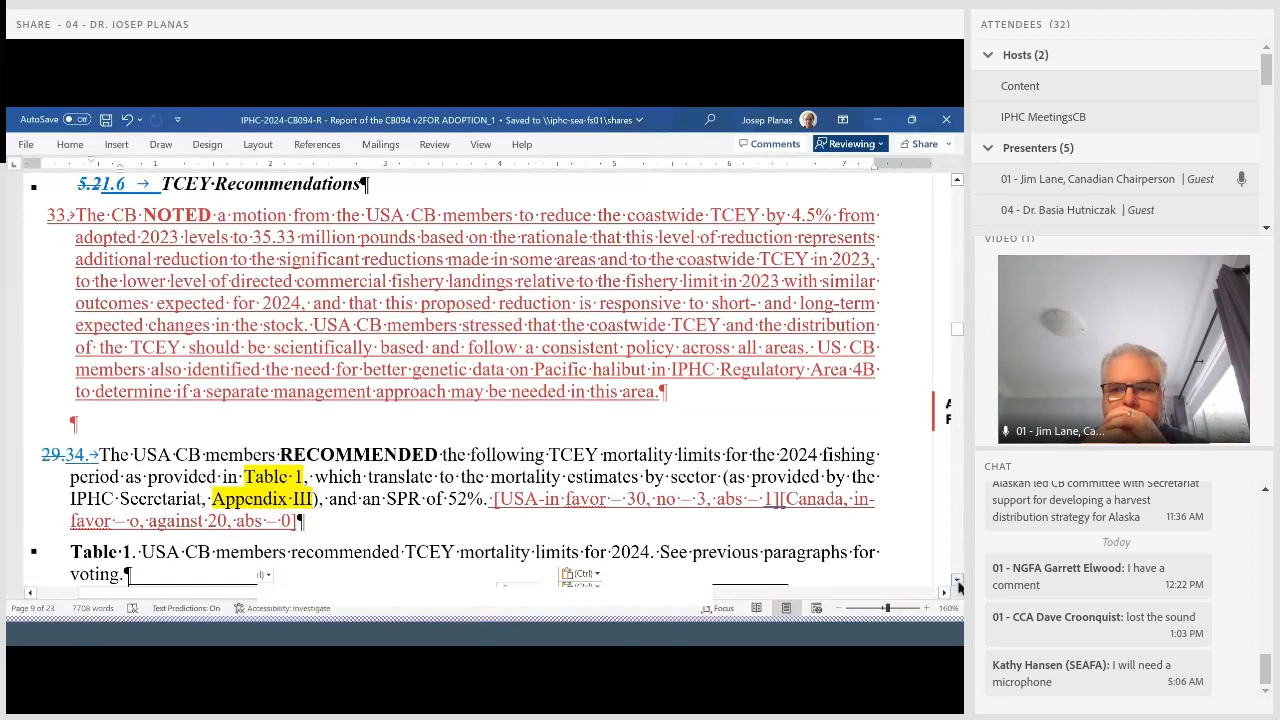 SHARE - 04 - DR. JOSEP PLANAS
AutoSave Off
IPHC-2024-CB094-R - Report of the CB094 v2FOR ADOPTION_1 • Saved to \\iphc-sea-fs01\shares
Josep Planas
File Home Insert Draw Design Layout References Mailings Review View Help
Comments Reviewing Share
1 2 3 4 5 6 7
5.21.6 → TCEY·Recommendations¶
33. The CB NOTED a motion from the USA CB members to reduce the coastwide TCEY by 4.5% from
adopted 2023 levels to 35.33 million pounds based on the rationale that this level of reduction represents
additional reduction to the significant reductions made in some areas and to the coastwide TCEY in 2023,
to the lower level of directed commercial fishery landings relative to the fishery limit in 2023 with similar
outcomes expected for 2024, and that this proposed reduction is responsive to short- and long-term
expected changes in the stock. USA CB members stressed that the coastwide TCEY and the distribution
of the TCEY should be scientifically based and follow a consistent policy across all areas. US CB
members also identified the need for better genetic data on Pacific halibut in IPHC Regulatory Area 4B
to determine if a separate management approach may be needed in this area.¶
¶
29.34.→The USA CB members RECOMMENDED the following TCEY mortality limits for the 2024 fishing
period as provided in Table 1, which translate to the mortality estimates by sector (as provided by the
IPHC Secretariat, Appendix III), and an SPR of 52%. [USA-in favor – 30, no – 3, abs – 1][Canada, in-
favor – o, against 20, abs – 0]¶
Table 1. USA CB members recommended TCEY mortality limits for 2024. See previous paragraphs for
voting.¶
(Ctrl)
Page 9 of 23 7708 words Text Predictions: On Accessibility: Investigate Focus 160%
ATTENDEES (32)
Hosts (2)
Content
IPHC MeetingsCB
Presenters (5)
01 - Jim Lane, Canadian Chairperson | Guest
04 - Dr. Basia Hutniczak | Guest
VIDEO (1)
01 - Jim Lane, Ca...
CHAT
Alaskan led CB committee with Secretariat
support for developing a harvest
distribution strategy for Alaska 11:36 AM
Today
01 - NGFA Garrett Elwood: I have a
comment 12:22 PM
01 - CCA Dave Croonquist: lost the
sound 1:03 PM
Kathy Hansen (SEAFA): I will need a
microphone 5:06 AM